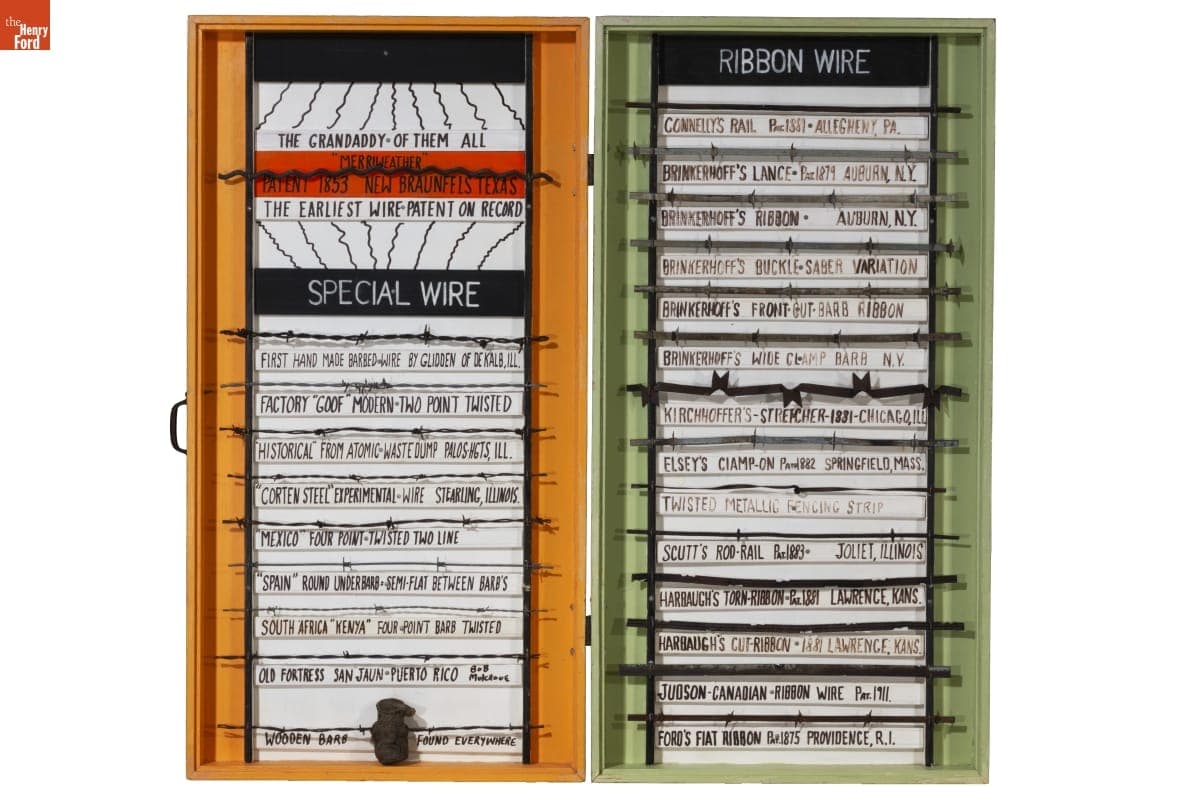 the
Henry
Ford
THE GRANDADDY-OF THEM ALL
"MERRIWEATHER"
PATENT 1853 NEW BRAUNFELS TEXAS
THE EARLIEST WIRE-PATENT ON RECORD
SPECIAL WIRE
FIRST HAND MADE BARBED-WIRE BY GLIDDEN OF DEKALB, ILL.
FACTORY "GOOF" MODERN-TWO POINT TWISTED
HISTORICAL" FROM ATOMIC-WASTE DUMP PALOS-HGTS, ILL.
"CORTEN STEEL" EXPERIMENTAL-WIRE STEARLING, ILLINOIS.
"MEXICO" FOUR POINT-TWISTED TWO LINE
"SPAIN" ROUND UNDERBARB-SEMI-FLAT BETWEEN BARB'S
SOUTH AFRICA "KENYA" FOUR-POINT BARB TWISTED
OLD FORTRESS SAN JAUN-PUERTO RICO BOB
WOODEN BARB FOUND EVERYWHERE
RIBBON WIRE
CONNELLY'S RAIL PAT. 1881-ALLEGHENY, PA.
BRINKERHOFF'S LANCE-PAT. 1879 AUBURN, N.Y.
BRINKERHOFF'S RIBBON- AUBURN, N.Y.
BRINKERHOFF'S BUCKLE-SABER VARIATION
BRINKERHOFF'S FRONT-CUT-BARB RIBBON
BRINKERHOFF'S WIDE CLAMP BARB N.Y.
KIRCHHOFFER'S-STRETCHER-1881-CHICAGO, ILL
ELSEY'S CLAMP-ON PAT. 1882 SPRINGFIELD, MASS.
TWISTED METALLIC FENCING STRIP
SCUTT'S ROD-RAIL PAT. 1883- JOLIET, ILLINOIS
HARBAUGH'S TORN-RIBBON-PAT. 1881 LAWRENCE, KANS.
HARBAUGH'S CUT-RIBBON-1881 LAWRENCE, KANS.
JUDSON-CANADIAN-RIBBON WIRE PAT. 1911.
FORD'S FLAT RIBBON PAT. 1875 PROVIDENCE, R.I.